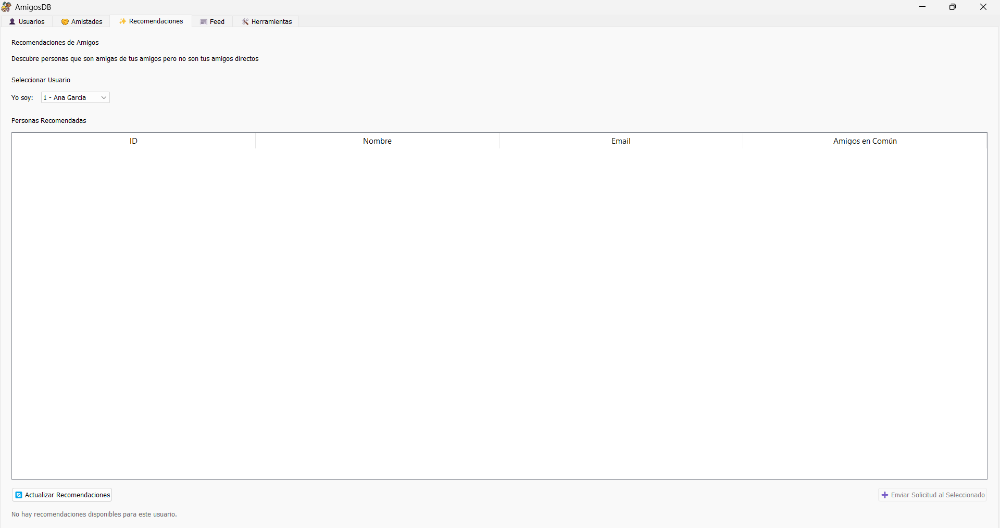 AmigosDB
Usuarios Amistades Recomendaciones Feed Herramientas
Recomendaciones de Amigos
Descubre personas que son amigas de tus amigos pero no son tus amigos directos
Seleccionar Usuario
Yo soy: 1 - Ana Garcia
Personas Recomendadas
ID Nombre Email Amigos en Común
Actualizar Recomendaciones Enviar Solicitud al Seleccionado
No hay recomendaciones disponibles para este usuario.